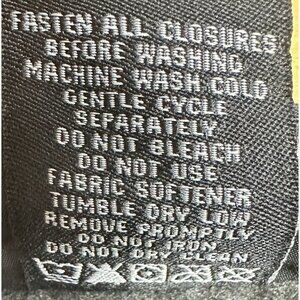 FASTEN ALL CLOSURES
BEFORE WASHING
MACHINE WASH COLD
GENTLE CYCLE
SEPARATELY
DO NOT BLEACH
DO NOT USE
FABRIC SOFTENER
TUMBLE DRY LOW
REMOVE PROMPTLY
DO NOT IRON
DO NOT DRY CLEAN